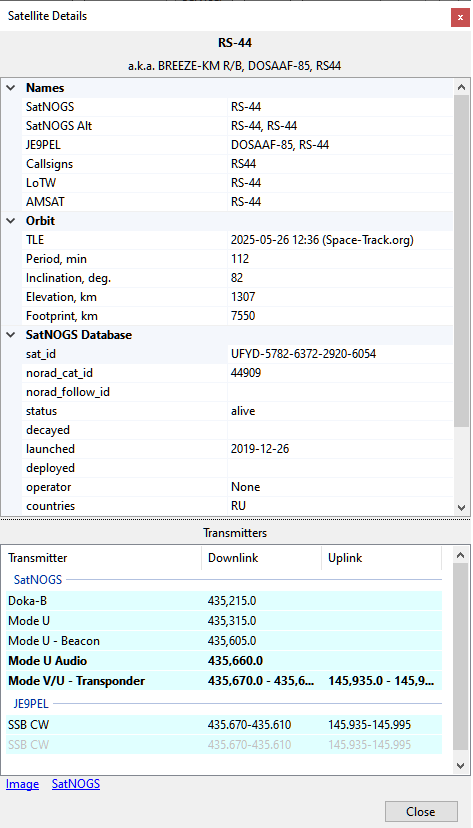 Satellite Details
x
RS-44
a.k.a. BREEZE-KM R/B, DOSAAF-85, RS44
Names
SatNOGS RS-44
SatNOGS Alt RS-44, RS-44
JE9PEL DOSAAF-85, RS-44
Callsigns RS44
LoTW RS-44
AMSAT RS-44
Orbit
TLE 2025-05-26 12:36 (Space-Track.org)
Period, min 112
Inclination, deg. 82
Elevation, km 1307
Footprint, km 7550
SatNOGS Database
sat_id UFYD-5782-6372-2920-6054
norad_cat_id 44909
norad_follow_id
status alive
decayed
launched 2019-12-26
deployed
operator None
countries RU
Transmitters
Transmitter Downlink Uplink
SatNOGS
Doka-B 435,215.0
Mode U 435,315.0
Mode U - Beacon 435,605.0
Mode U Audio 435,660.0
Mode V/U - Transponder 435,670.0 - 435,6... 145,935.0 - 145,9...
JE9PEL
SSB CW 435.670-435.610 145.935-145.995
SSB CW 435.670-435.610 145.935-145.995
Image SatNOGS
Close